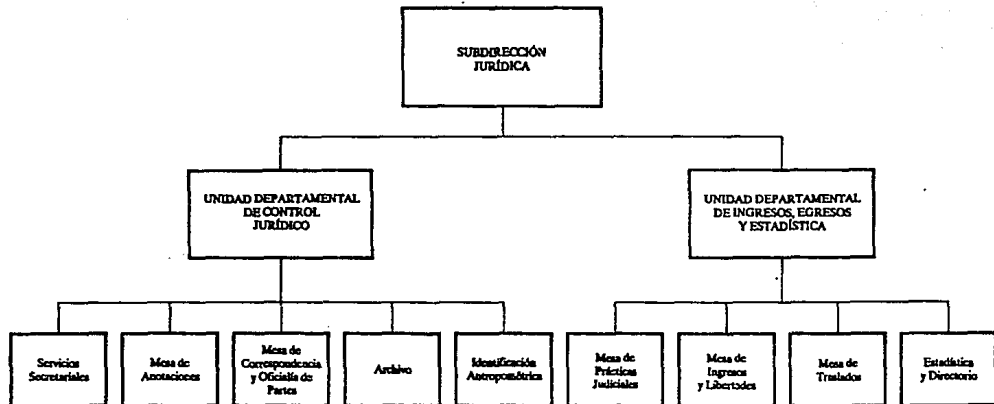 SUBDIRECCIÓN
JURÍDICA
UNIDAD DEPARTAMENTAL
DE CONTROL
JURÍDICO
UNIDAD DEPARTAMENTAL
DE INGRESOS, EGRESOS
Y ESTADÍSTICA
Servicios
Secretariales
Mesa de
Anotaciones
Mesa de
Correspondencia
y Oficialía de
Partes
Archivo
Identificación
Antropométrica
Mesa de
Prácticas
Judiciales
Mesa de
Ingresos
y Libertades
Mesa de
Traslados
Estadística
y Directorio